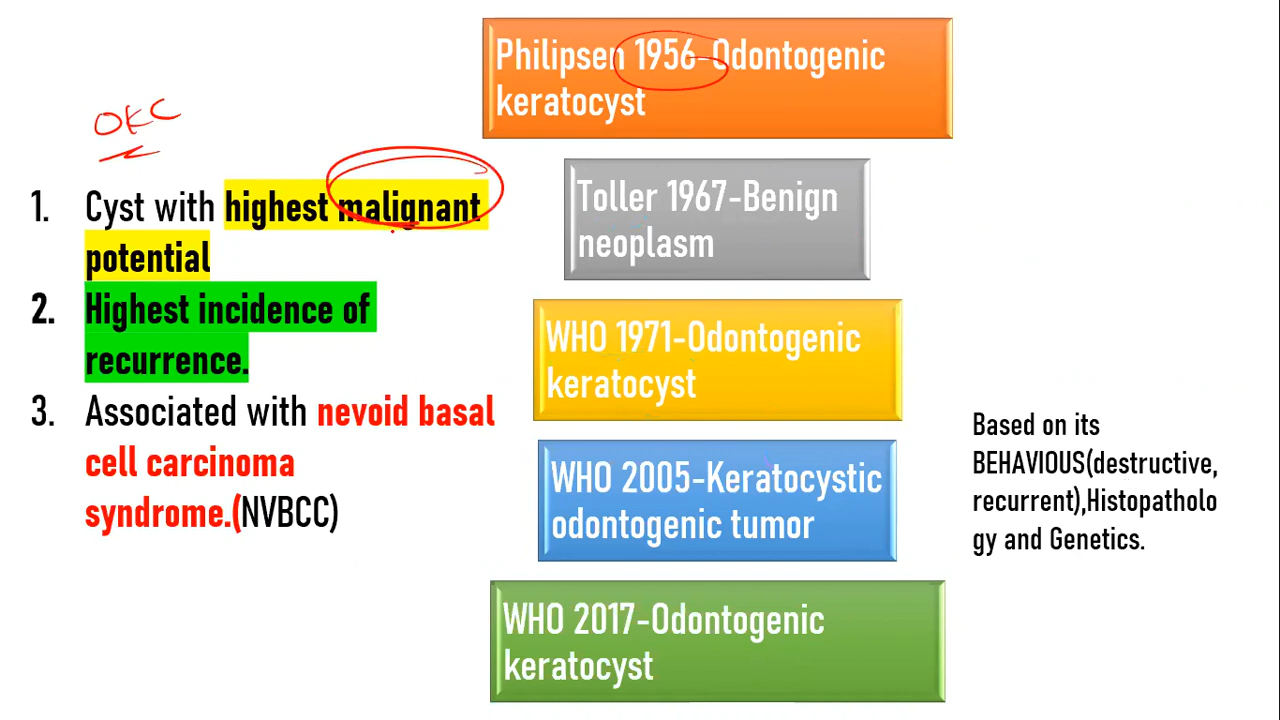 OKC
1. Cyst with highest malignant
potential
2. Highest incidence of
recurrence.
3. Associated with nevoid basal
cell carcinoma
syndrome.(NVBCC)
Philipsen 1956-Odontogenic
keratocyst
Toller 1967-Benign
neoplasm
WHO 1971-Odontogenic
keratocyst
WHO 2005-Keratocystic
odontogenic tumor
WHO 2017-Odontogenic
keratocyst
Based on its
BEHAVIOUS(destructive,
recurrent),Histopatholo
gy and Genetics.